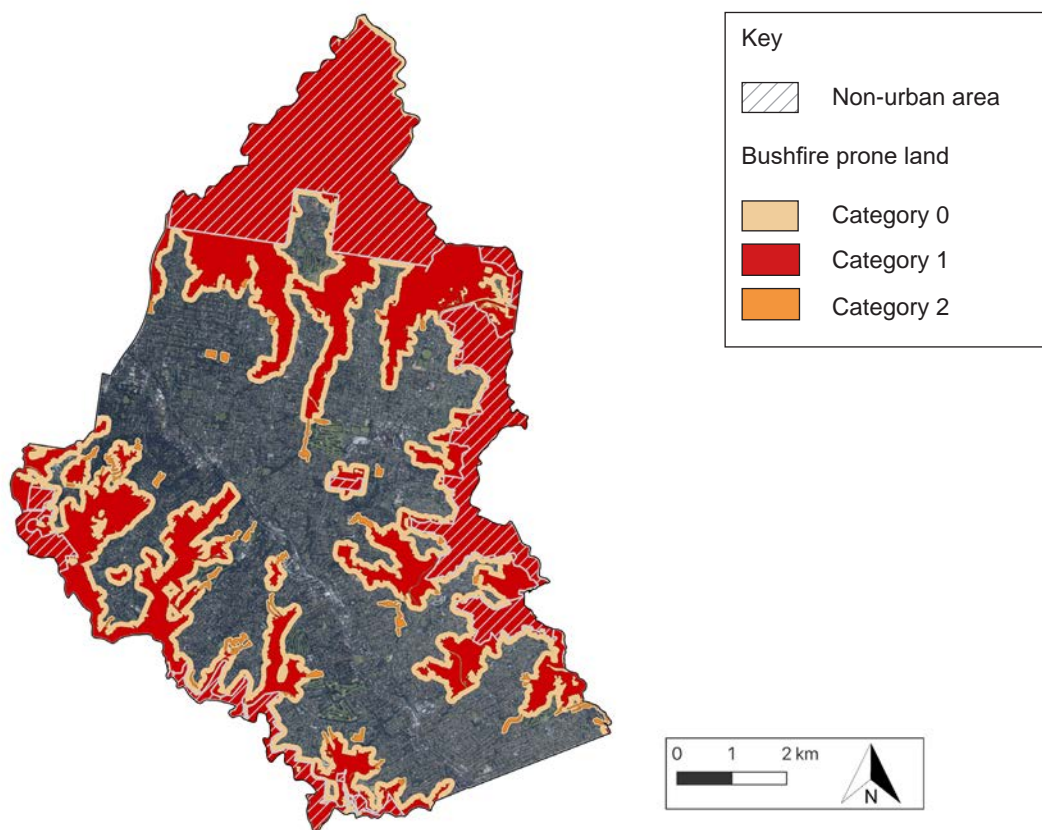 Key
Non-urban area
Bushfire prone land
Category 0
Category 1
Category 2
0 1 2 km
N